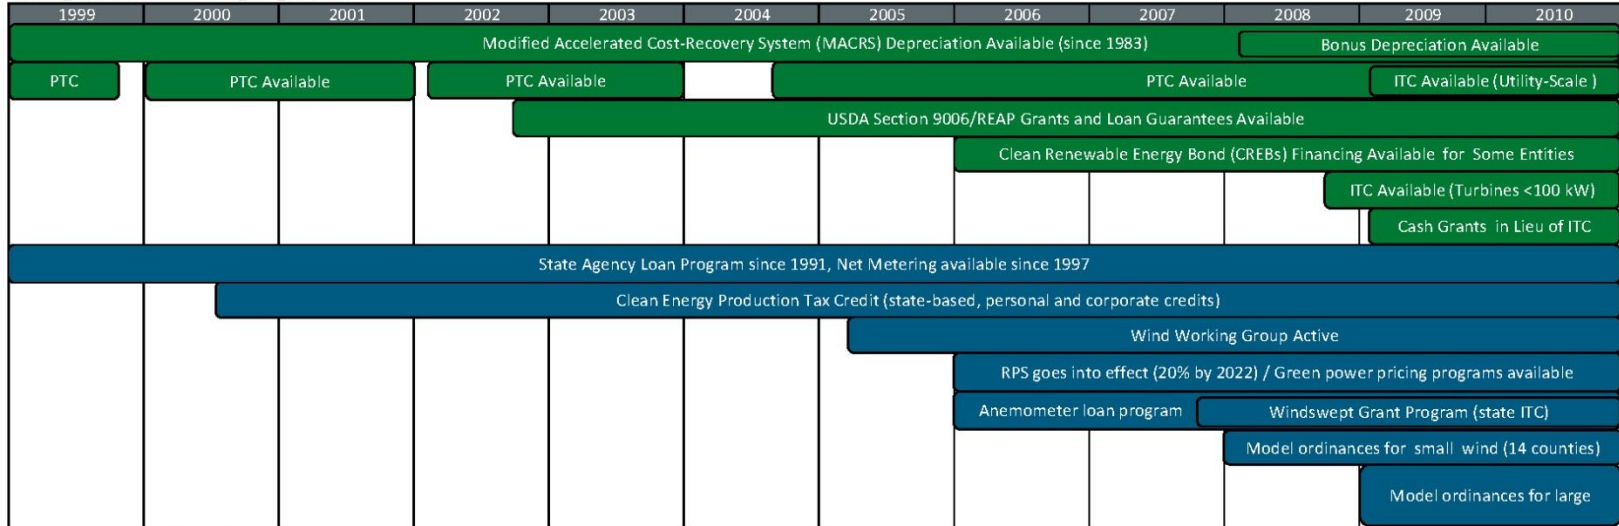 1999 2000 2001 2002 2003 2004 2005 2006 2007 2008 2009 2010
Modified Accelerated Cost-Recovery System (MACRS) Depreciation Available (since 1983)
Bonus Depreciation Available
PTC
PTC Available
PTC Available
PTC Available
ITC Available (Utility-Scale )
USDA Section 9006/REAP Grants and Loan Guarantees Available
Clean Renewable Energy Bond (CREBs) Financing Available for Some Entities
ITC Available (Turbines <100 kW)
Cash Grants in Lieu of ITC
State Agency Loan Program since 1991, Net Metering available since 1997
Clean Energy Production Tax Credit (state-based, personal and corporate credits)
Wind Working Group Active
RPS goes into effect (20% by 2022) / Green power pricing programs available
Anemometer loan program
Windswept Grant Program (state ITC)
Model ordinances for small wind (14 counties)
Model ordinances for large